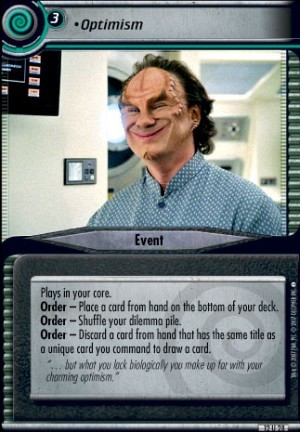 3
•Optimism
Event
Plays in your core.
Order – Place a card from hand on the bottom of your deck.
Order – Shuffle your dilemma pile.
Order – Discard a card from hand that has the same title as
a unique card you command to draw a card.
"... but what you lack biologically you make up for with your
charming optimism."